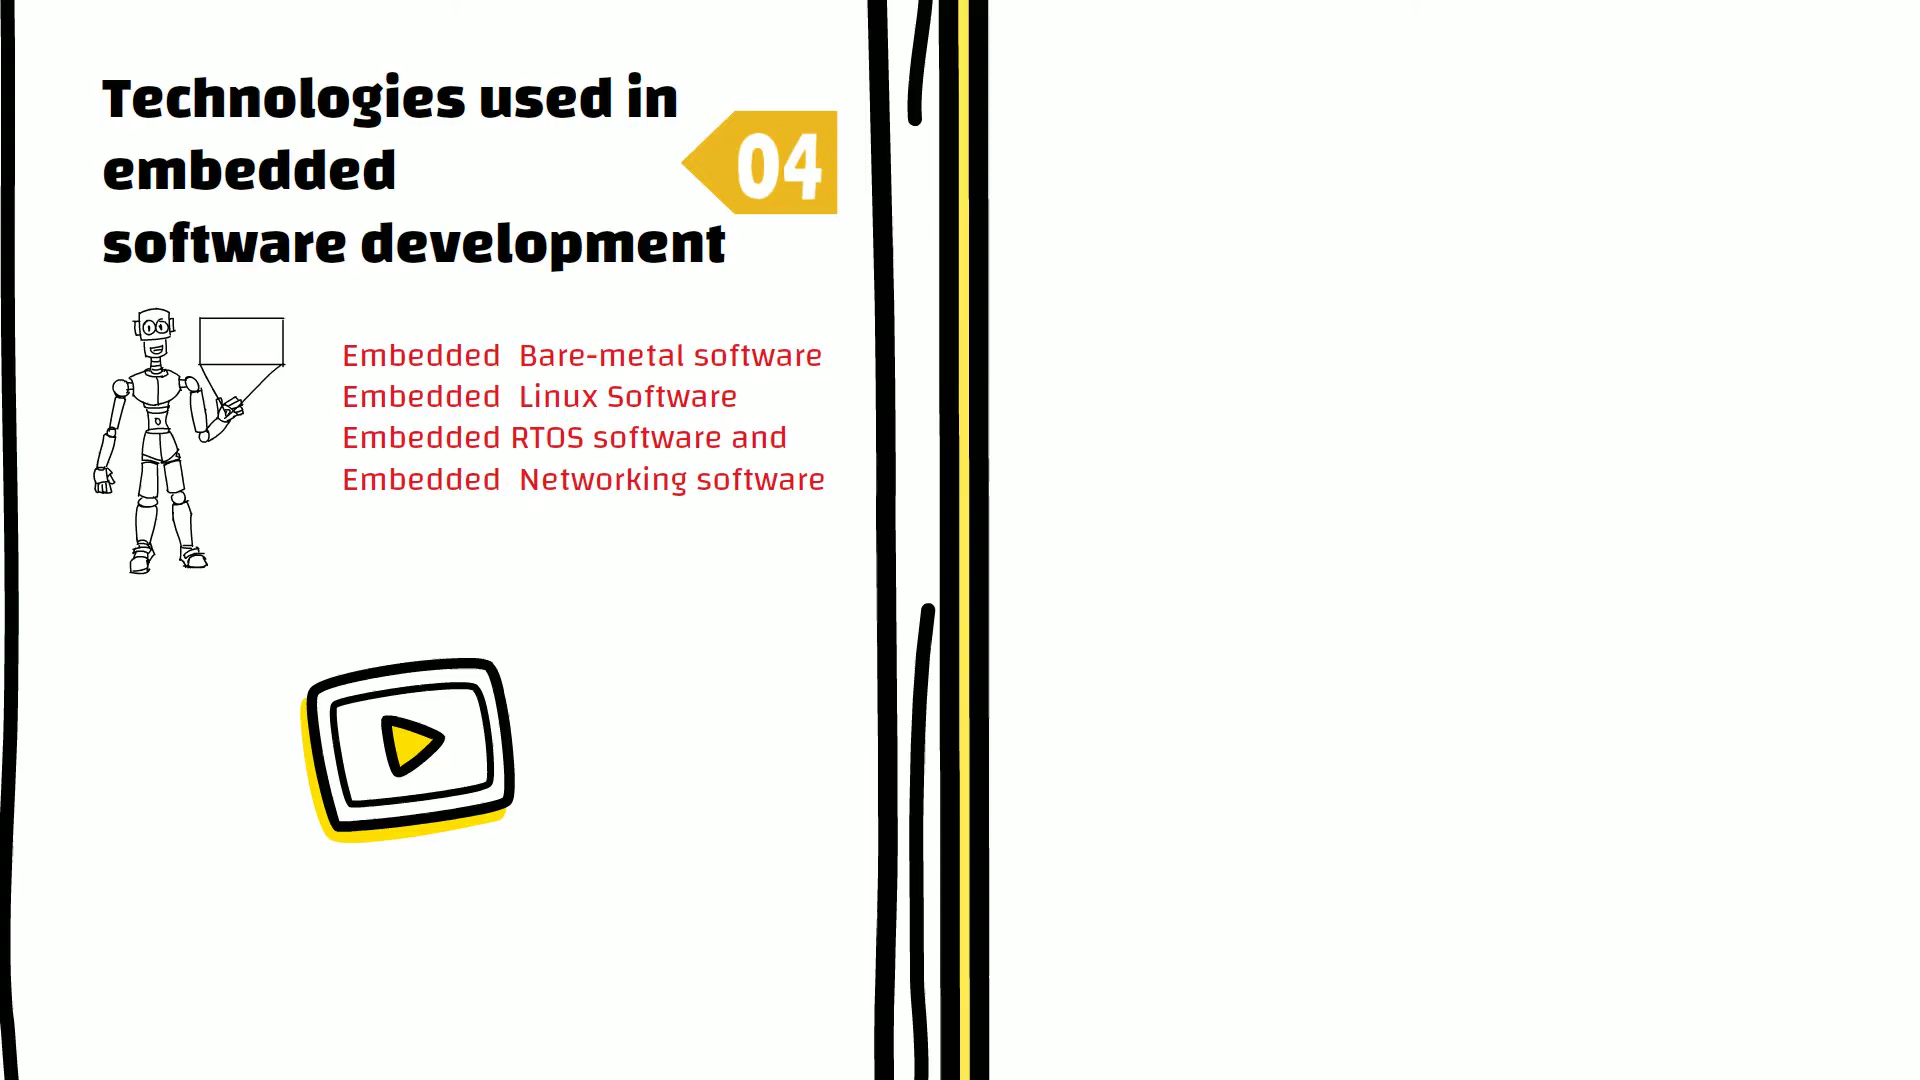 Technologies used in
embedded
software development
04
Embedded Bare-metal software
Embedded Linux Software
Embedded RTOS software and
Embedded Networking software